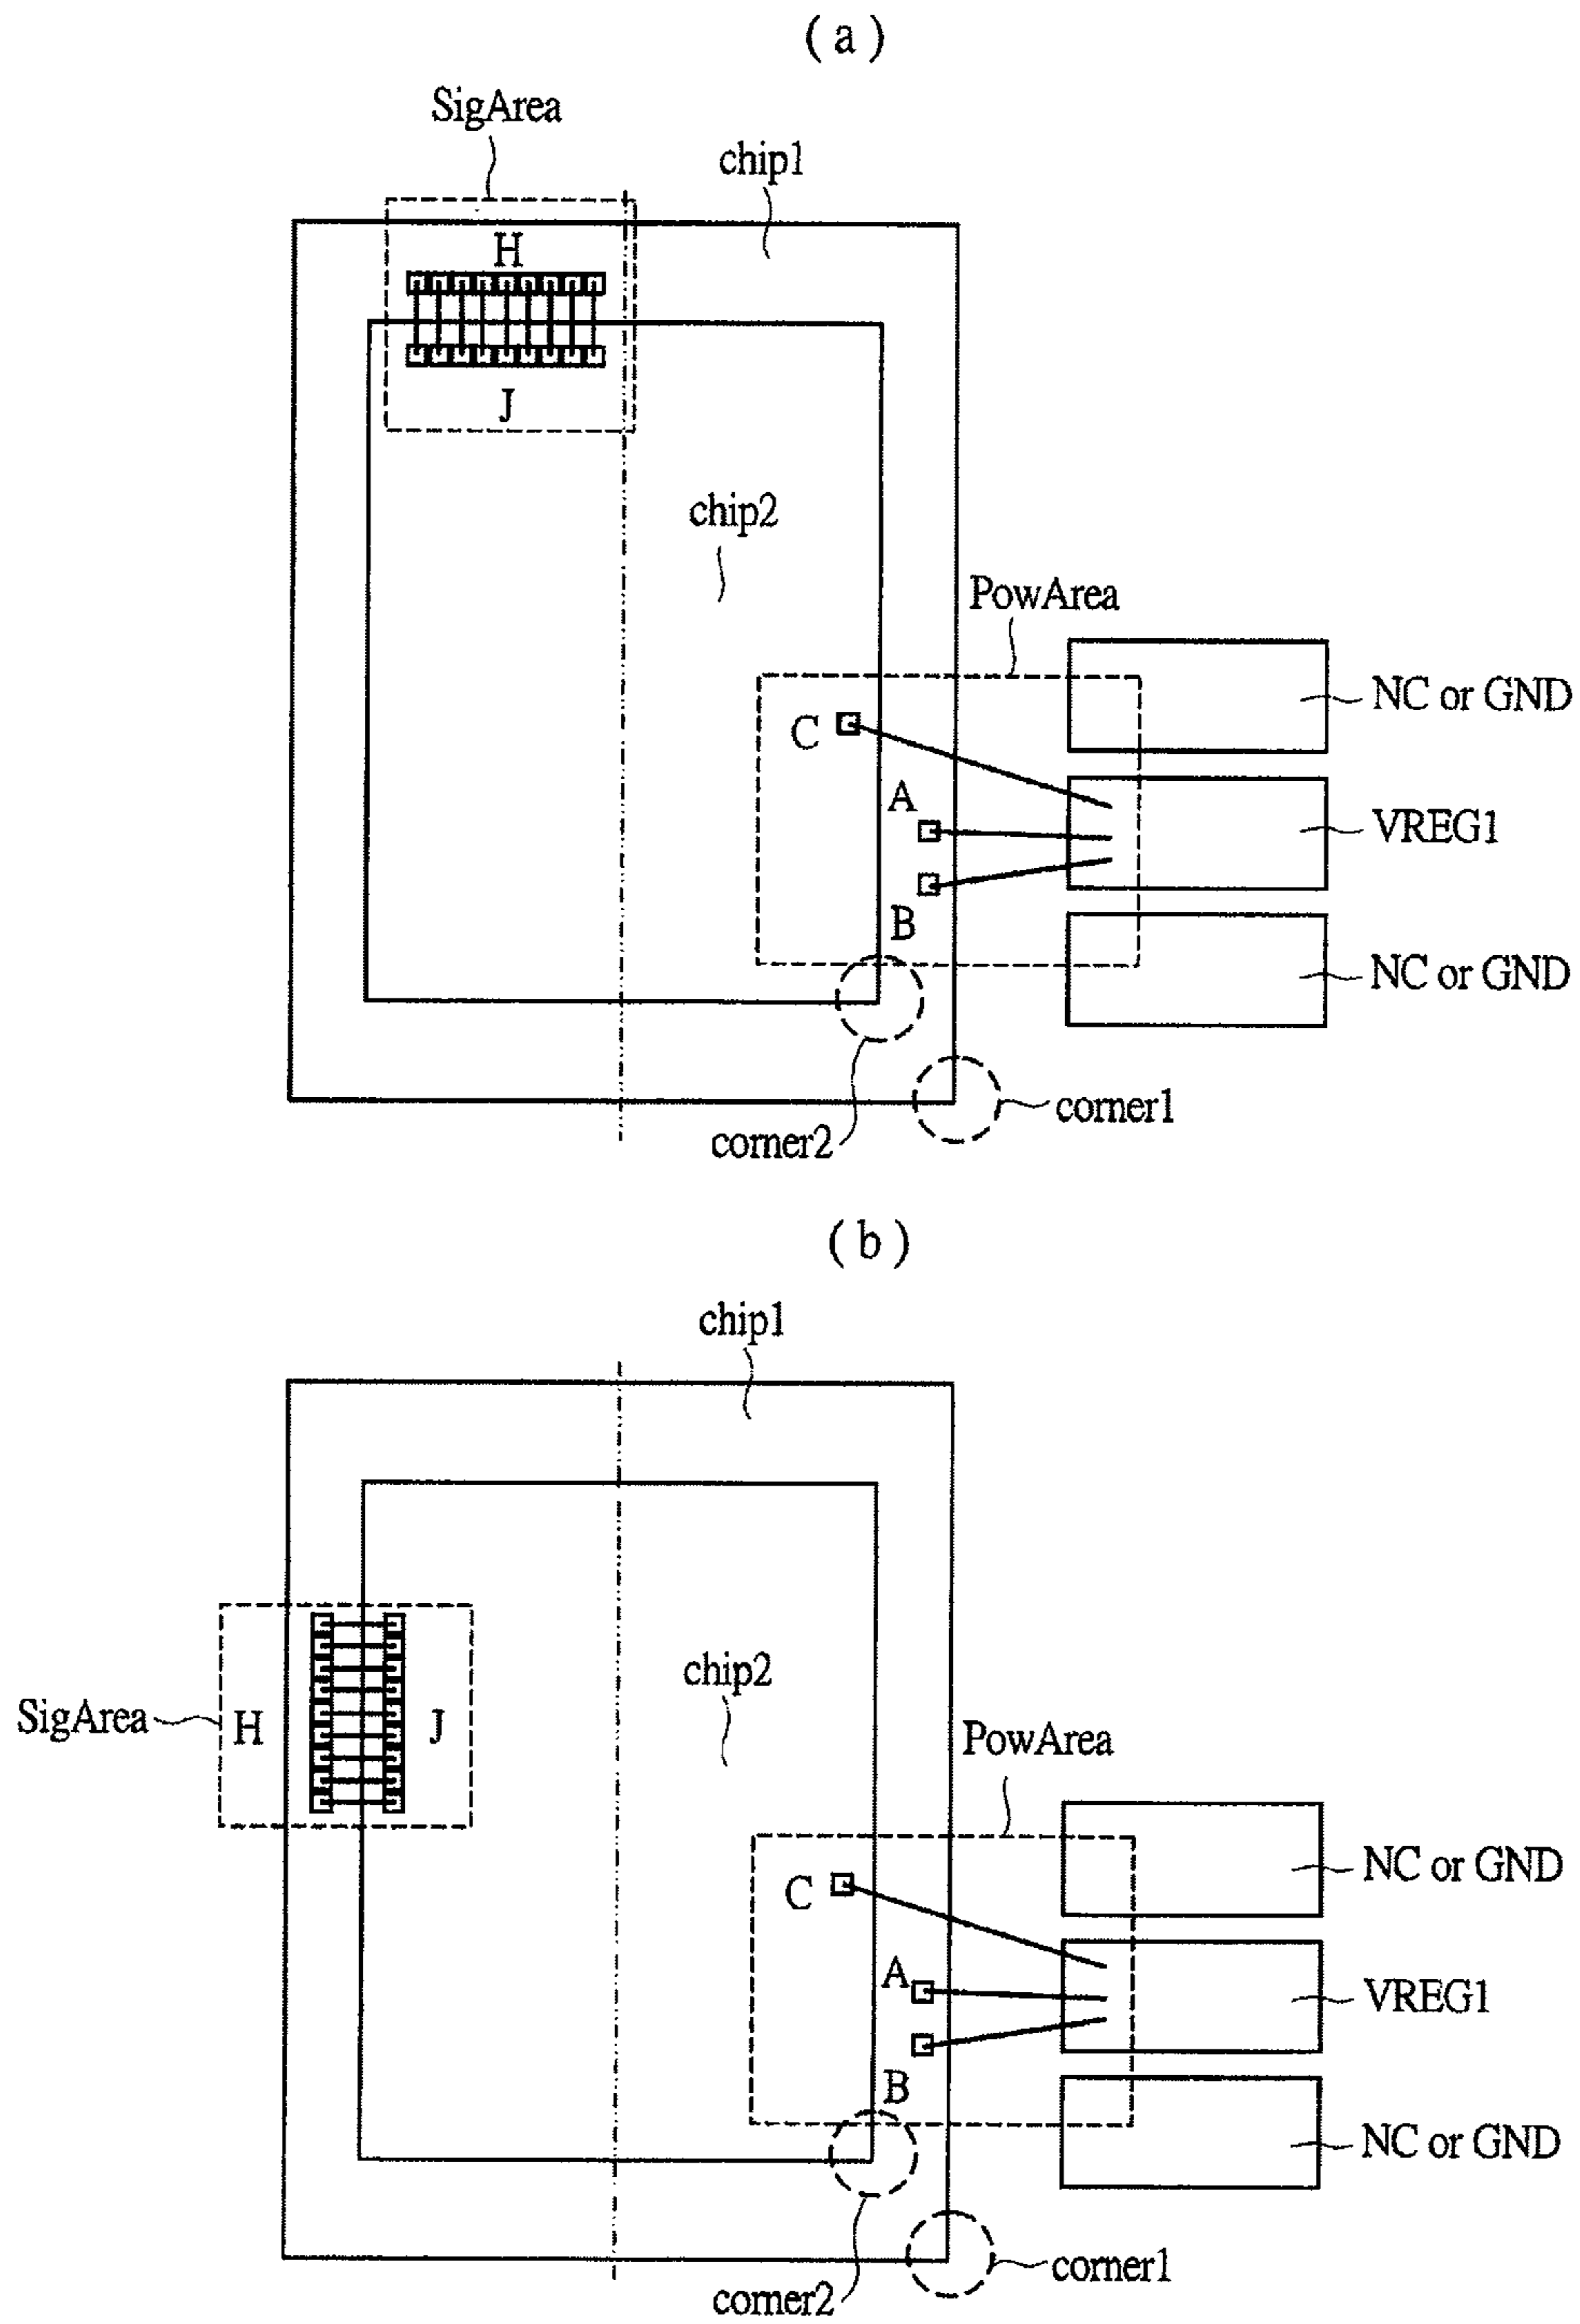 (a)
SigArea
chip1
H
J
chip2
PowArea
NC or GND
C
A
VREG1
B
NC or GND
corner1
corner2
(b)
chip1
chip2
SigArea
H
J
PowArea
NC or GND
C
A
VREG1
B
NC or GND
corner1
corner2